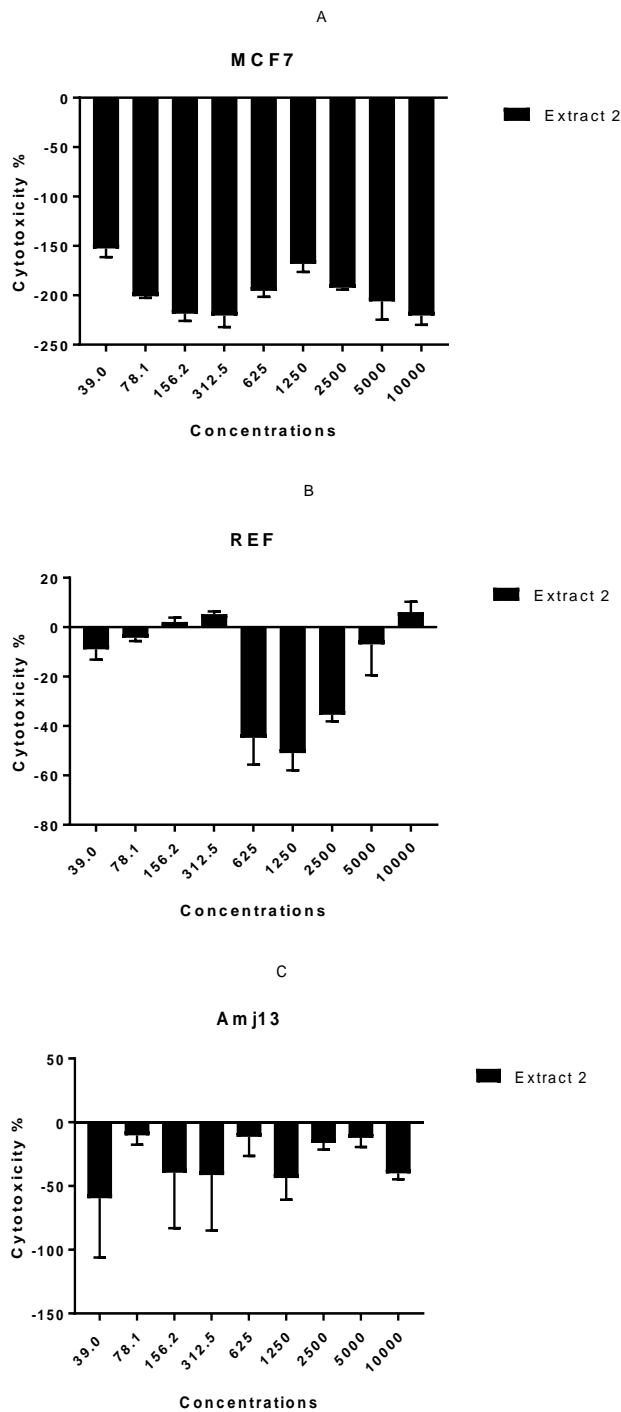 A
MCF7
0
-50
-100
-150
-200
-250
Cytotoxicity %
Extract 2
39.0 78.1 156.2 312.5 625 1250 2500 5000 10000
Concentrations
B
REF
20
0
-20
-40
-60
-80
Cytotoxicity %
Extract 2
39.0 78.1 156.2 312.5 625 1250 2500 5000 10000
Concentrations
C
Amj13
50
0
-50
-100
-150
Cytotoxicity %
Extract 2
39.0 78.1 156.2 312.5 625 1250 2500 5000 10000
Concentrations